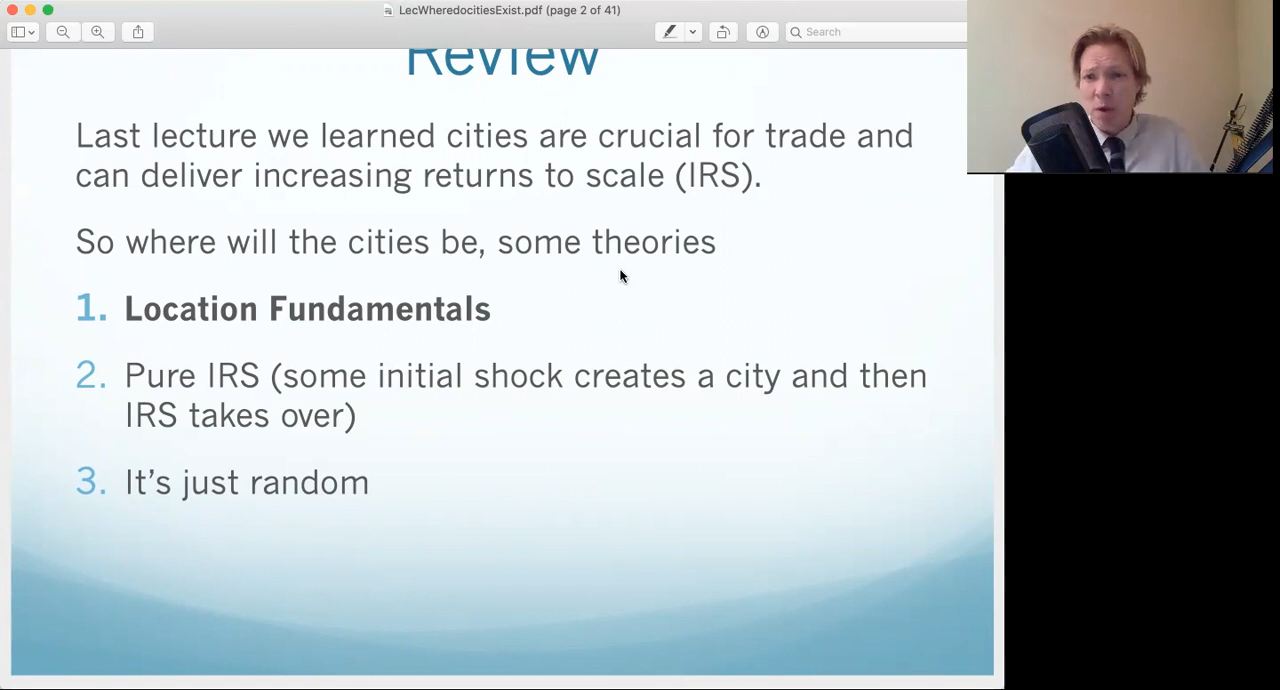 LecWheredocitiesExist.pdf (page 2 of 41)
Search
Review
Last lecture we learned cities are crucial for trade and
can deliver increasing returns to scale (IRS).
So where will the cities be, some theories
1. Location Fundamentals
2. Pure IRS (some initial shock creates a city and then
IRS takes over)
3. It's just random